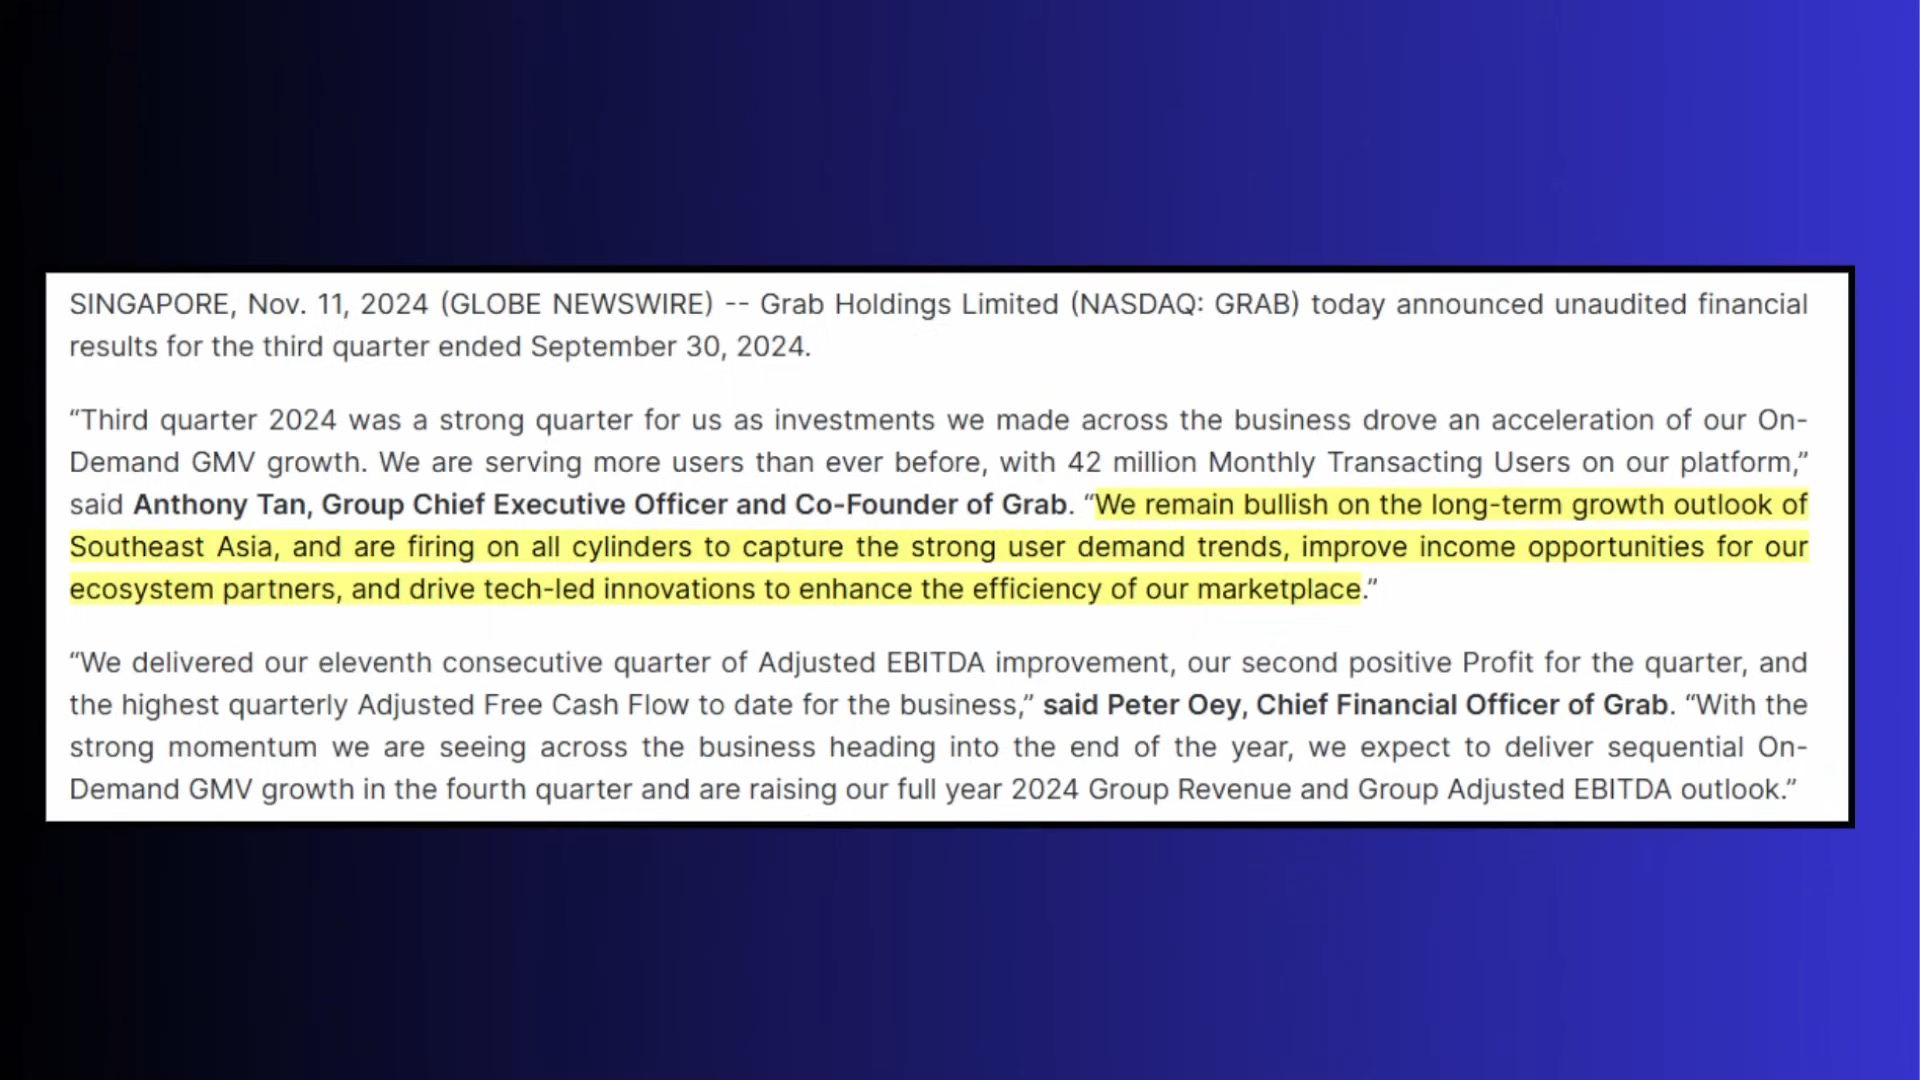 SINGAPORE, Nov. 11, 2024 (GLOBE NEWSWIRE) -- Grab Holdings Limited (NASDAQ: GRAB) today announced unaudited financial
results for the third quarter ended September 30, 2024.
“Third quarter 2024 was a strong quarter for us as investments we made across the business drove an acceleration of our On-
Demand GMV growth. We are serving more users than ever before, with 42 million Monthly Transacting Users on our platform,”
said Anthony Tan, Group Chief Executive Officer and Co-Founder of Grab. “We remain bullish on the long-term growth outlook of
Southeast Asia, and are firing on all cylinders to capture the strong user demand trends, improve income opportunities for our
ecosystem partners, and drive tech-led innovations to enhance the efficiency of our marketplace.”
“We delivered our eleventh consecutive quarter of Adjusted EBITDA improvement, our second positive Profit for the quarter, and
the highest quarterly Adjusted Free Cash Flow to date for the business,” said Peter Oey, Chief Financial Officer of Grab. “With the
strong momentum we are seeing across the business heading into the end of the year, we expect to deliver sequential On-
Demand GMV growth in the fourth quarter and are raising our full year 2024 Group Revenue and Group Adjusted EBITDA outlook.”